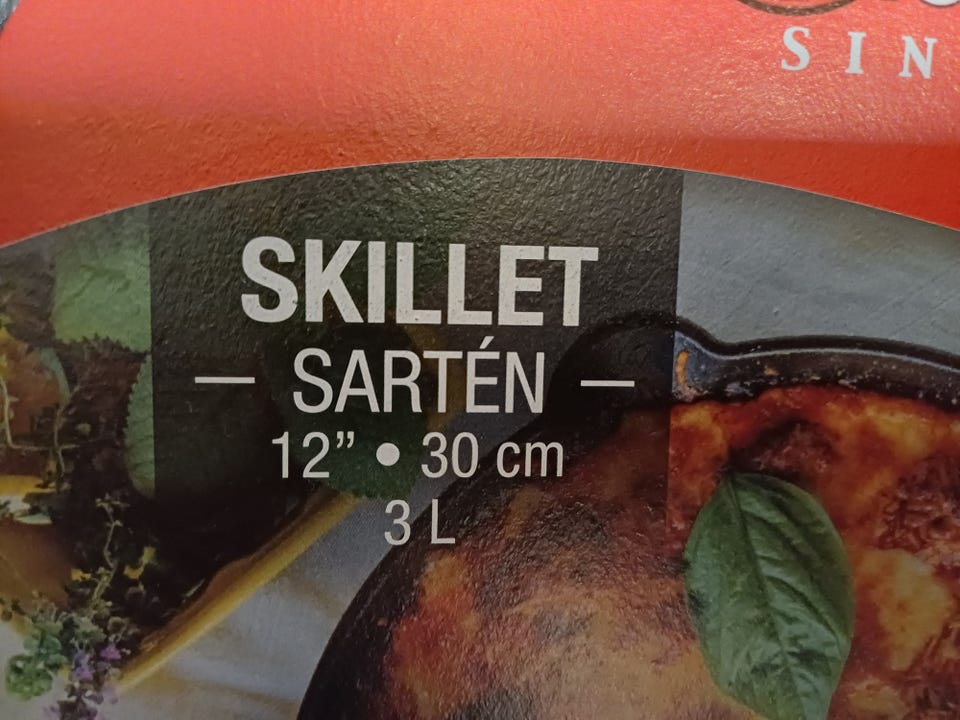 SIN
SKILLET
— SARTÉN —
12” • 30 cm
3 L